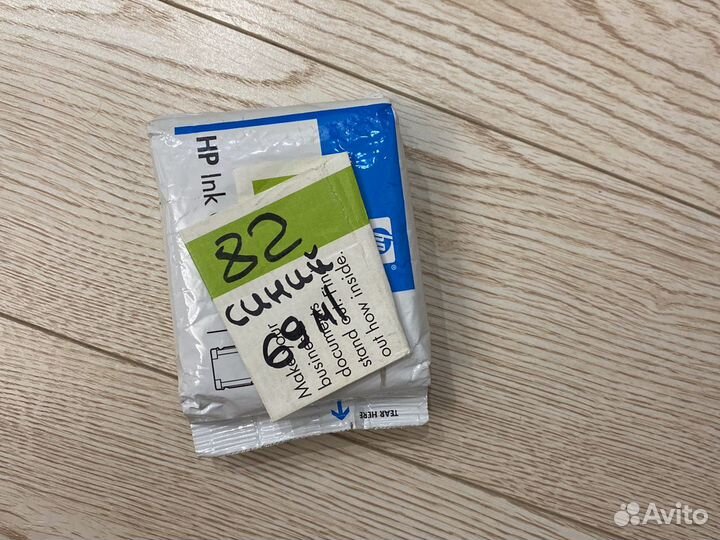 HP Ink
hp
®
82
синий
69 мл
Make your
business
documents
stand out. Find
out how inside.
TEAR HERE
Avito